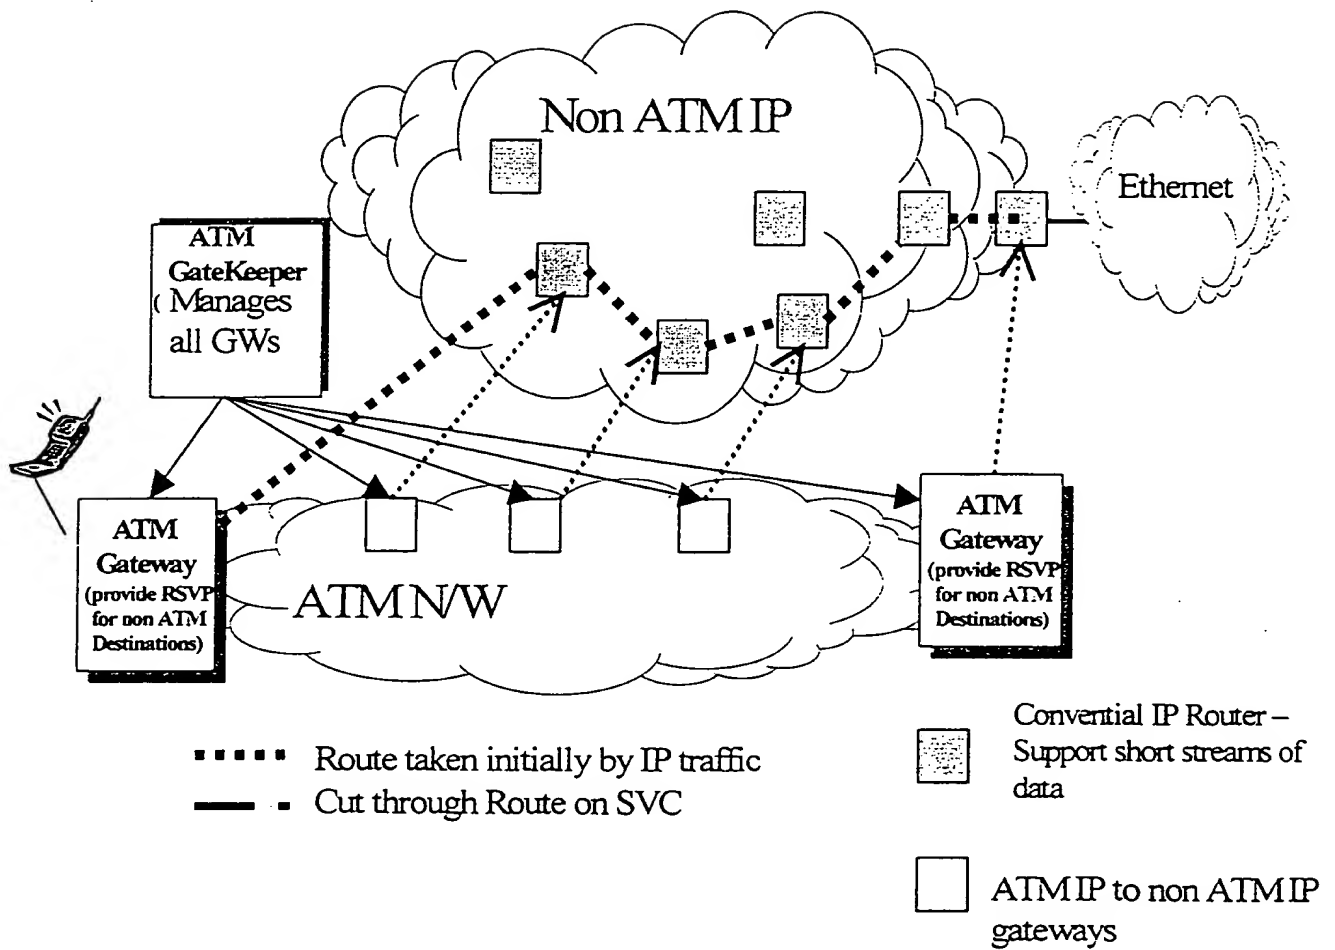 Non ATM IP
Ethernet
ATM
GateKeeper
( Manages
all GWs
ATM
Gateway
(provide RSVP
for non ATM
Destinations)
ATM N/W
ATM
Gateway
(provide RSVP
for non ATM
Destinations)
Route taken initially by IP traffic
Cut through Route on SVC
Convential IP Router –
Support short streams of
data
ATM IP to non ATM IP
gateways